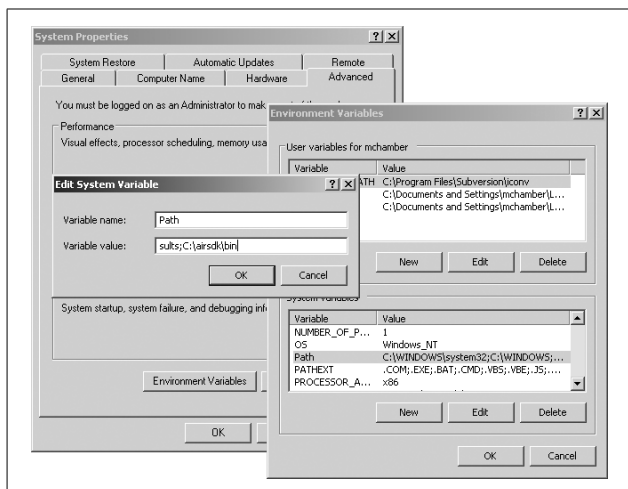 System Properties
System Restore Automatic Updates Remote
General Computer Name Hardware Advanced
You must be logged on as an Administrator to mak
Performance
Visual effects, processor scheduling, memory usa
Edit System Variable
Variable name: Path
Variable value: sults;C:\airsdk\bin
OK Cancel
System startup, system failure, and debugging inf
Environment Variables
OK
Environment Variables
User variables for mchamber
Variable Value
ATH C:\Program Files\Subversion\iconv
C:\Documents and Settings\mchamber\L...
C:\Documents and Settings\mchamber\L...
New Edit Delete
System variables
Variable Value
NUMBER_OF_P... 1
OS Windows_NT
Path C:\WINDOWS\system32;C:\WINDOWS;...
PATHEXT .COM;.EXE;.BAT;.CMD;.VBS;.VBE;.JS;....
PROCESSOR_A... x86
New Edit Delete
OK Cancel